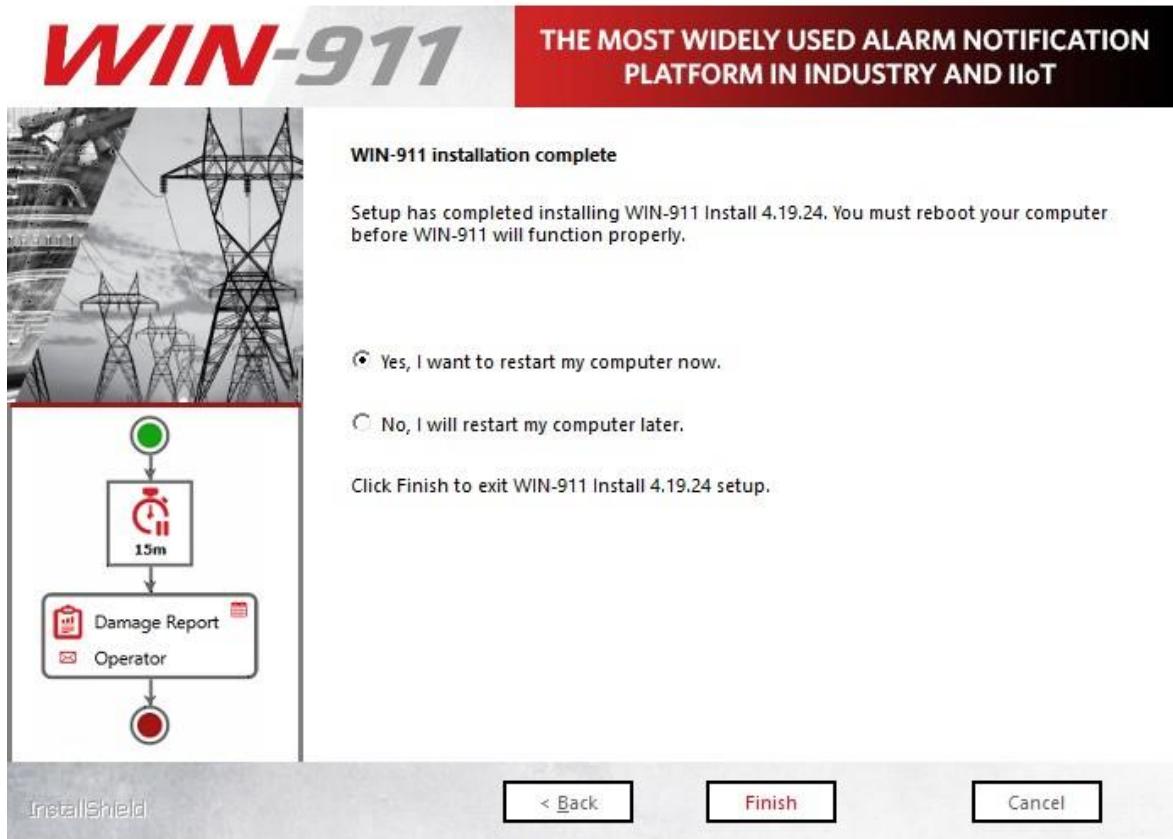 WIN-911
THE MOST WIDELY USED ALARM NOTIFICATION
PLATFORM IN INDUSTRY AND IIoT
WIN-911 installation complete
Setup has completed installing WIN-911 Install 4.19.24. You must reboot your computer
before WIN-911 will function properly.
Yes, I want to restart my computer now.
No, I will restart my computer later.
Click Finish to exit WIN-911 Install 4.19.24 setup.
15m
Damage Report
Operator
InstallShield
< Back
Finish
Cancel